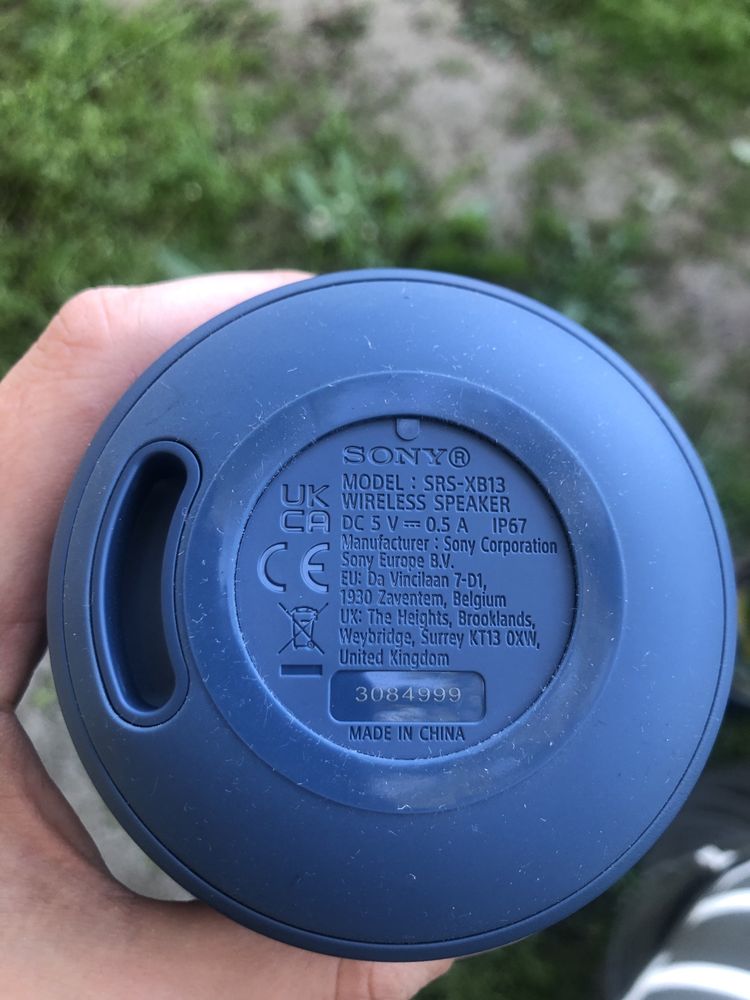 SONY®
MODEL : SRS-XB13
WIRELESS SPEAKER
DC 5 V ⎓ 0.5 A IP67
Manufacturer : Sony Corporation
Sony Europe B.V.
EU: Da Vincilaan 7-D1,
1930 Zaventem, Belgium
UK: The Heights, Brooklands,
Weybridge, Surrey KT13 0XW,
United Kingdom
UK
CA
CE
3084999
MADE IN CHINA